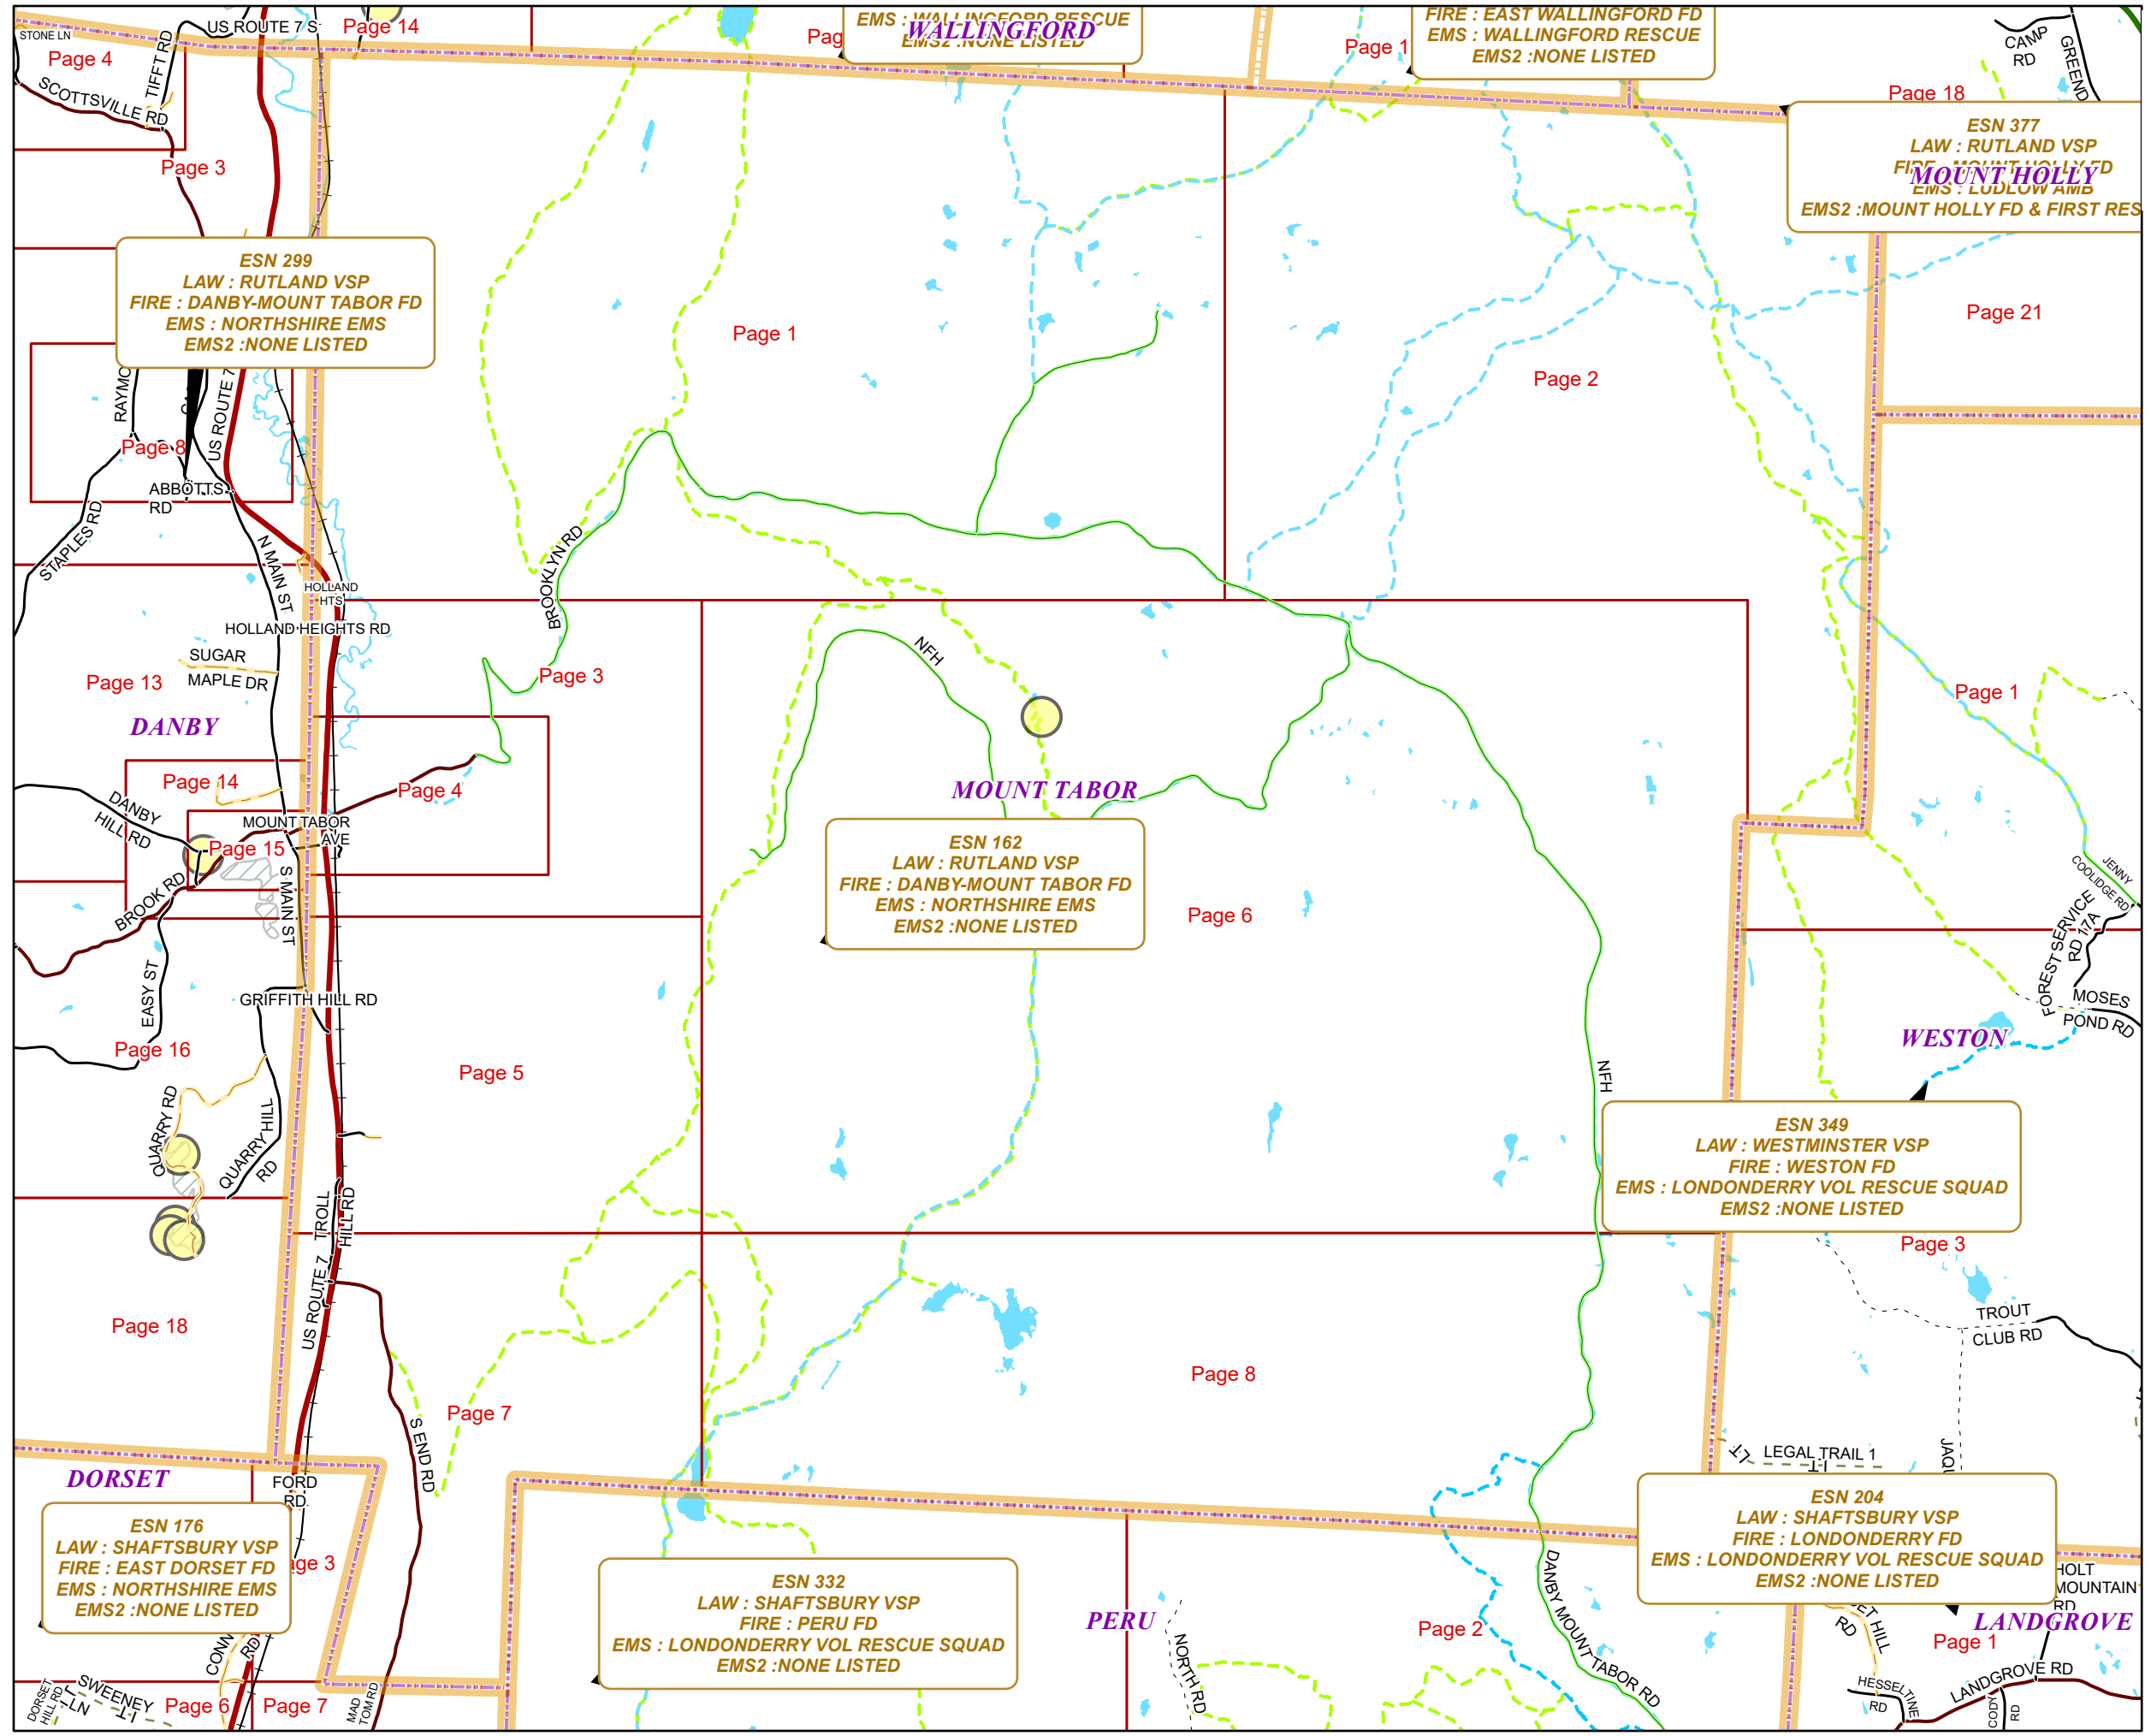 US ROUTE 7 S
Page 14
STONE LN
Page 4
TIFFT RD
SCOTTSVILLE RD
Page 3
EMS : WALLINGFORD RESCUE
WALLINGFORD
EMS2 :NONE LISTED
Page 1
FIRE : EAST WALLINGFORD FD
EMS : WALLINGFORD RESCUE
EMS2 :NONE LISTED
CAMP
RD
Page 18
ESN 377
LAW : RUTLAND VSP
FIRE : MOUNT HOLLY FD
MOUNT HOLLY
EMS : LUDLOW AMB
EMS2 :MOUNT HOLLY FD & FIRST RES
ESN 299
LAW : RUTLAND VSP
FIRE : DANBY-MOUNT TABOR FD
EMS : NORTHSHIRE EMS
EMS2 :NONE LISTED
Page 1
Page 2
Page 21
US ROUTE 7
Page 8
ABBOTTS
RD
STAPLES RD
N MAIN ST
HOLLAND
HTS
HOLLAND HEIGHTS RD
SUGAR
MAPLE DR
BROOKLYN RD
Page 13
DANBY
Page 3
NFH
Page 1
Page 14
Page 4
DANBY
HILL RD
MOUNT TABOR
AVE
Page 15
BROOK RD
S MAIN ST
MOUNT TABOR
ESN 162
LAW : RUTLAND VSP
FIRE : DANBY-MOUNT TABOR FD
EMS : NORTHSHIRE EMS
EMS2 :NONE LISTED
Page 6
JENNY
COOLIDGE RD
FOREST SERVICE
RD 17A
MOSES
POND RD
WESTON
EASY ST
GRIFFITH HILL RD
Page 16
Page 5
NFH
QUARRY RD
QUARRY HILL
RD
ESN 349
LAW : WESTMINSTER VSP
FIRE : WESTON FD
EMS : LONDONDERRY VOL RESCUE SQUAD
EMS2 :NONE LISTED
Page 3
TROLL
HILL RD
US ROUTE 7
Page 18
TROUT
CLUB RD
Page 8
Page 7
S END RD
LEGAL TRAIL 1
DORSET
FORD
RD
ESN 176
LAW : SHAFTSBURY VSP
FIRE : EAST DORSET FD
EMS : NORTHSHIRE EMS
EMS2 :NONE LISTED
ESN 204
LAW : SHAFTSBURY VSP
FIRE : LONDONDERRY FD
EMS : LONDONDERRY VOL RESCUE SQUAD
EMS2 :NONE LISTED
ESN 332
LAW : SHAFTSBURY VSP
FIRE : PERU FD
EMS : LONDONDERRY VOL RESCUE SQUAD
EMS2 :NONE LISTED
PERU
Page 2
DANBY MOUNT TABOR RD
NORTH RD
HOLT
MOUNTAIN
RD
LANDGROVE
Page 1
LANDGROVE RD
HESSELTINE
RD
CODY
RD
DORSET
HILL RD
SWEENEY
LN
Page 6
Page 7
MAD
TOM RD